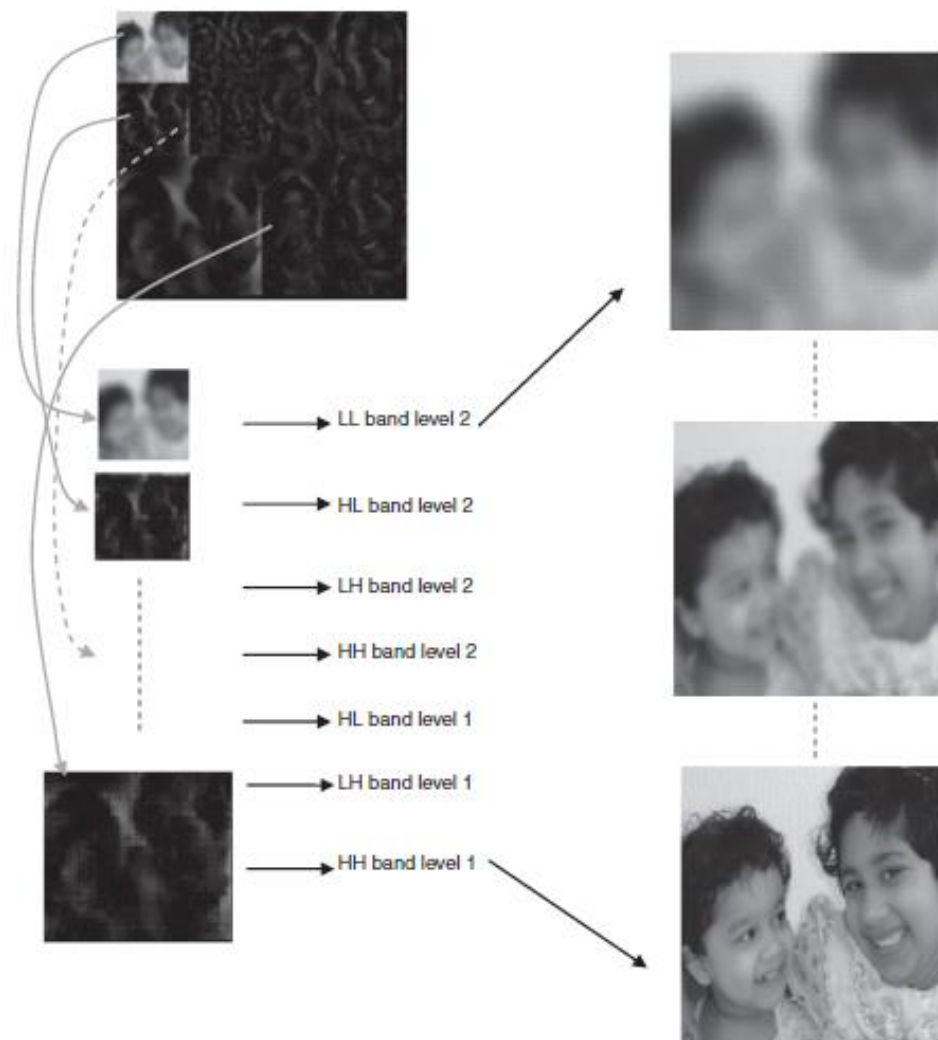 LL band level 2
HL band level 2
LH band level 2
HH band level 2
HL band level 1
LH band level 1
HH band level 1